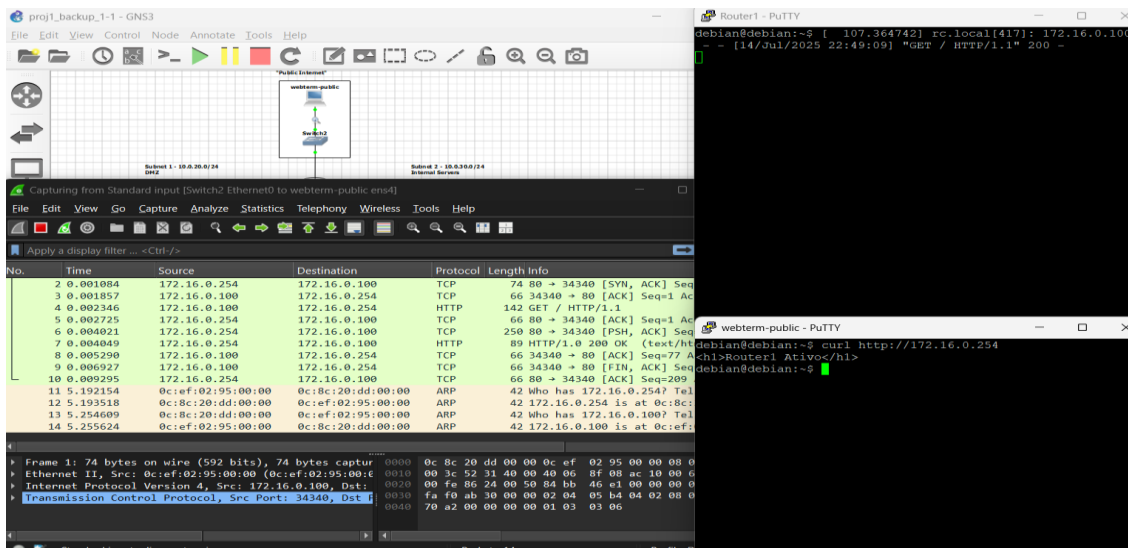 proj1_backup_1-1 - GNS3
File Edit View Control Node Annotate Tools Help
"Public Internet"
webterm-public
Switch2
Subnet 1 - 10.0.20.0/24
DMZ
Subnet 2 - 10.0.30.0/24
Internal Servers
Capturing from Standard input [Switch2 Ethernet0 to webterm-public ens4]
File Edit View Go Capture Analyze Statistics Telephony Wireless Tools Help
Apply a display filter ... <Ctrl-/>
No. Time Source Destination Protocol Length Info
2 0.001084 172.16.0.254 172.16.0.100 TCP 74 80 → 34340 [SYN, ACK] Seq
3 0.001857 172.16.0.100 172.16.0.254 TCP 66 34340 → 80 [ACK] Seq=1 Ac
4 0.002346 172.16.0.100 172.16.0.254 HTTP 142 GET / HTTP/1.1
5 0.002725 172.16.0.254 172.16.0.100 TCP 66 80 → 34340 [ACK] Seq=1 Ac
6 0.004021 172.16.0.254 172.16.0.100 TCP 250 80 → 34340 [PSH, ACK] Seq
7 0.004049 172.16.0.254 172.16.0.100 HTTP 89 HTTP/1.0 200 OK (text/ht
8 0.005290 172.16.0.100 172.16.0.254 TCP 66 34340 → 80 [ACK] Seq=77 A
9 0.006927 172.16.0.100 172.16.0.254 TCP 66 34340 → 80 [FIN, ACK] Seq
10 0.009295 172.16.0.254 172.16.0.100 TCP 66 80 → 34340 [ACK] Seq=209
11 5.192154 0c:ef:02:95:00:00 0c:8c:20:dd:00:00 ARP 42 Who has 172.16.0.254? Tel
12 5.193518 0c:8c:20:dd:00:00 0c:ef:02:95:00:00 ARP 42 172.16.0.254 is at 0c:8c:
13 5.254609 0c:8c:20:dd:00:00 0c:ef:02:95:00:00 ARP 42 Who has 172.16.0.100? Tel
14 5.255624 0c:ef:02:95:00:00 0c:8c:20:dd:00:00 ARP 42 172.16.0.100 is at 0c:ef:
Frame 1: 74 bytes on wire (592 bits), 74 bytes captur
Ethernet II, Src: 0c:ef:02:95:00:00 (0c:ef:02:95:00:0
Internet Protocol Version 4, Src: 172.16.0.100, Dst:
Transmission Control Protocol, Src Port: 34340, Dst P
0000 0c 8c 20 dd 00 00 0c ef 02 95 00 00 08 0
0010 00 3c 52 31 40 00 40 06 8f 08 ac 10 00 6
0020 00 fe 86 24 00 50 84 bb 46 e1 00 00 00 0
0030 fa f0 ab 30 00 00 02 04 05 b4 04 02 08 0
0040 70 a2 00 00 00 00 01 03 03 06
Router1 - PuTTY
debian@debian:~$ [ 107.364742] rc.local[417]: 172.16.0.100
- - [14/Jul/2025 22:49:09] "GET / HTTP/1.1" 200 -
webterm-public - PuTTY
debian@debian:~$ curl http://172.16.0.254
<h1>Router1 Ativo</h1>
debian@debian:~$